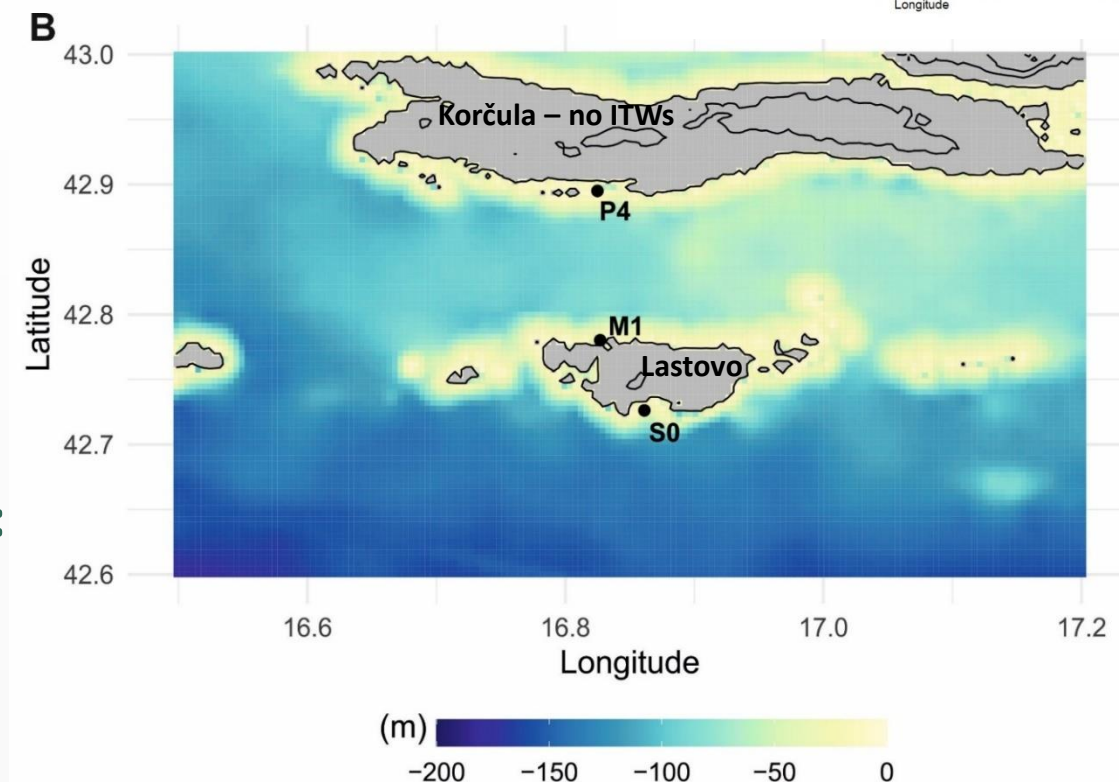 Longitude
B
43.0
Korčula – no ITWs
42.9
P4
42.8
M1
Lastovo
42.7
S0
42.6
Latitude
16.6 16.8 17.0 17.2
Longitude
(m)
−200 −150 −100 −50 0